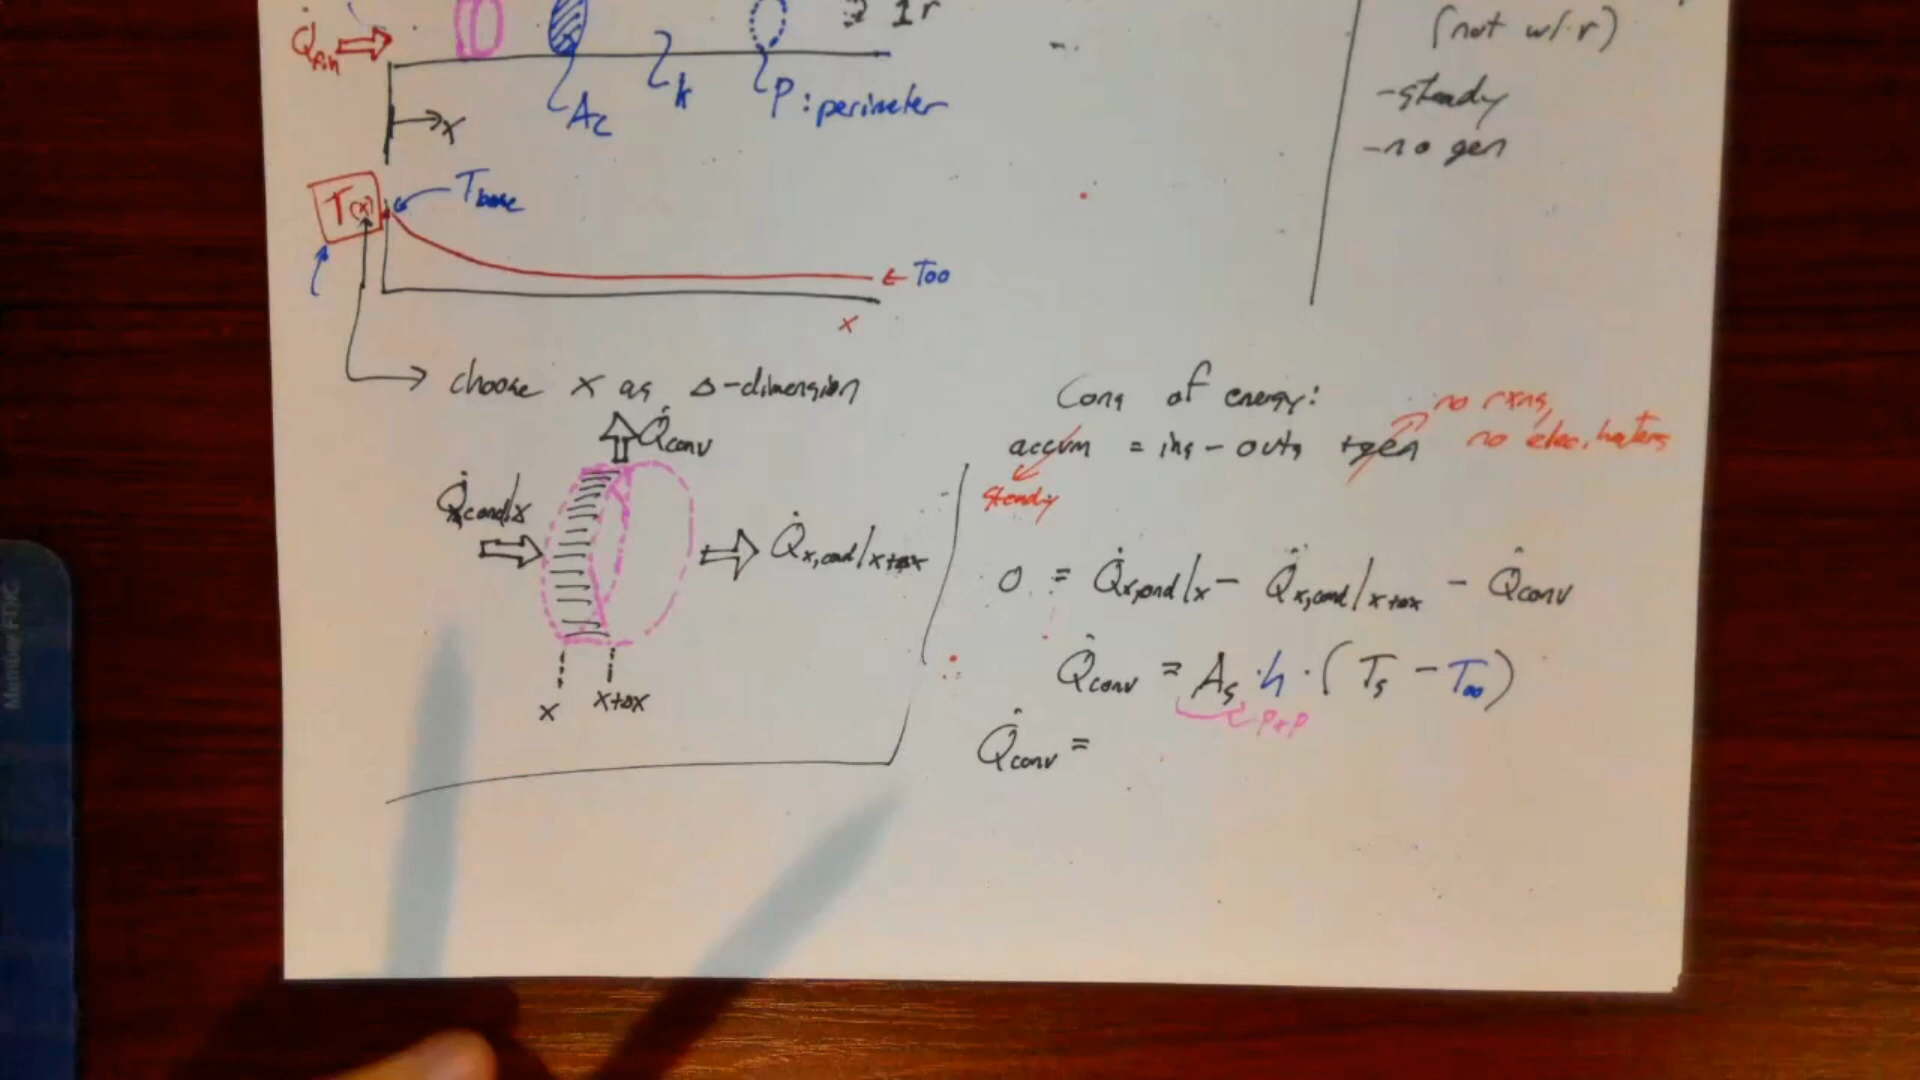 Q̇fin
1r
Ac
k
P: perimeter
x
(not w/ r)
-steady
-no gen
T(x)
Tbase
T∞
x
choose x as Δ-dimension
Q̇conv
Q̇cond|x
Q̇x,cond|x+Δx
x
x+Δx
Cons of energy:
no rxns,
accum = ins - outs + gen
no elec. heaters
steady
0 = Q̇x,cond|x - Q̇x,cond|x+Δx - Q̇conv
Q̇conv = As · h · (Ts - T∞)
Q̇conv =